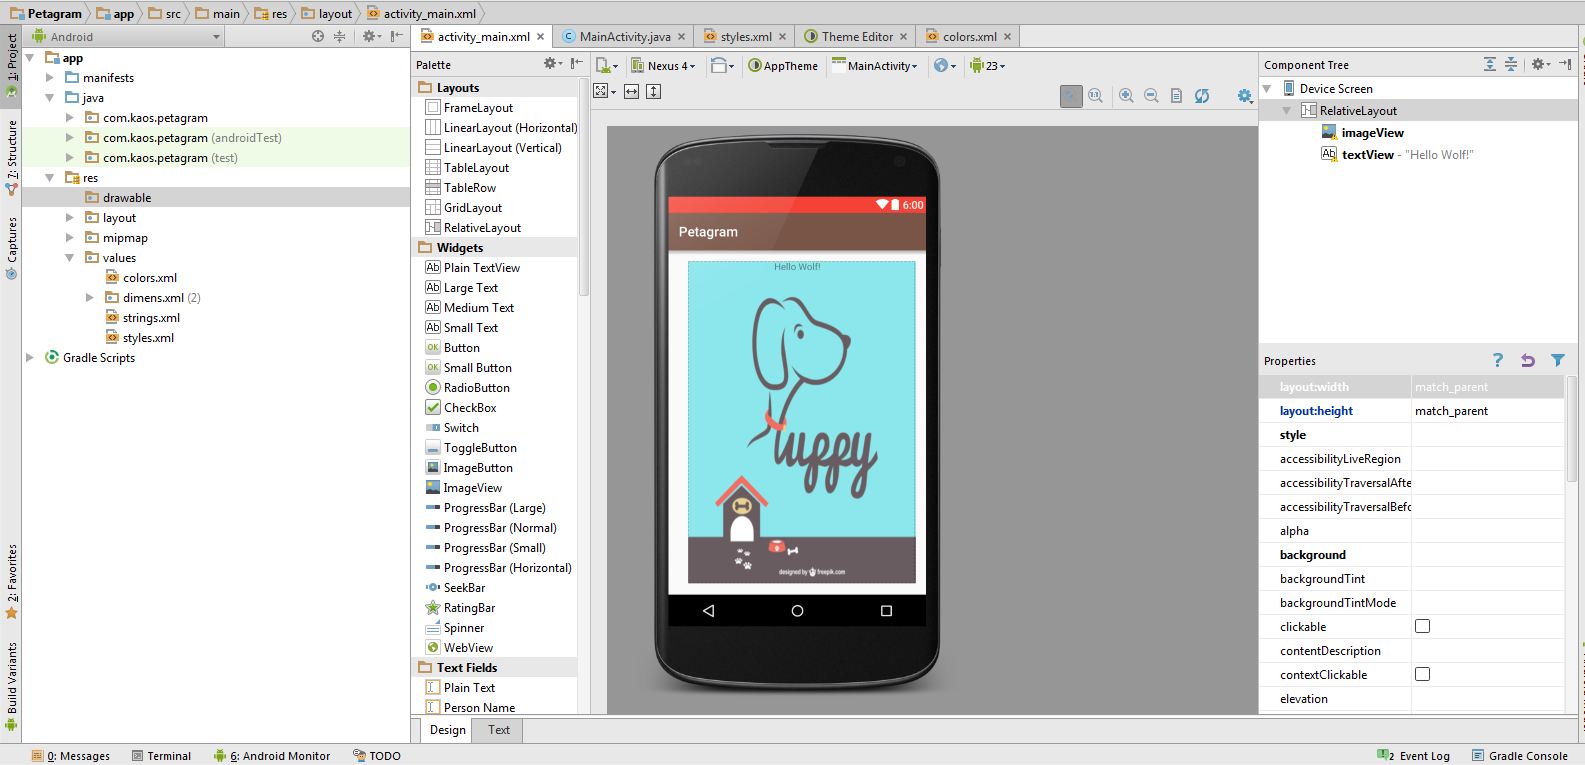 Petagram app src main res layout activity_main.xml
Android
activity_main.xml MainActivity.java styles.xml Theme Editor colors.xml
1: Project
7: Structure
Captures
2: Favorites
Build Variants
app
manifests
java
com.kaos.petagram
com.kaos.petagram (androidTest)
com.kaos.petagram (test)
res
drawable
layout
mipmap
values
colors.xml
dimens.xml (2)
strings.xml
styles.xml
Gradle Scripts
Palette
Layouts
FrameLayout
LinearLayout (Horizontal)
LinearLayout (Vertical)
TableLayout
TableRow
GridLayout
RelativeLayout
Widgets
Ab Plain TextView
Ab Large Text
Ab Medium Text
Ab Small Text
OK Button
OK Small Button
RadioButton
CheckBox
Switch
ToggleButton
ImageButton
ImageView
ProgressBar (Large)
ProgressBar (Normal)
ProgressBar (Small)
ProgressBar (Horizontal)
SeekBar
RatingBar
Spinner
WebView
Text Fields
Plain Text
Person Name
Nexus 4 AppTheme MainActivity 23
6:00
Petagram
Hello Wolf!
Puppy
designed by freepik.com
Design Text
Component Tree
Device Screen
RelativeLayout
imageView
Ab textView - "Hello Wolf!"
Properties
layout:width match_parent
layout:height match_parent
style
accessibilityLiveRegion
accessibilityTraversalAfte
accessibilityTraversalBefo
alpha
background
backgroundTint
backgroundTintMode
clickable
contentDescription
contextClickable
elevation
0: Messages Terminal 6: Android Monitor TODO
2 Event Log Gradle Console